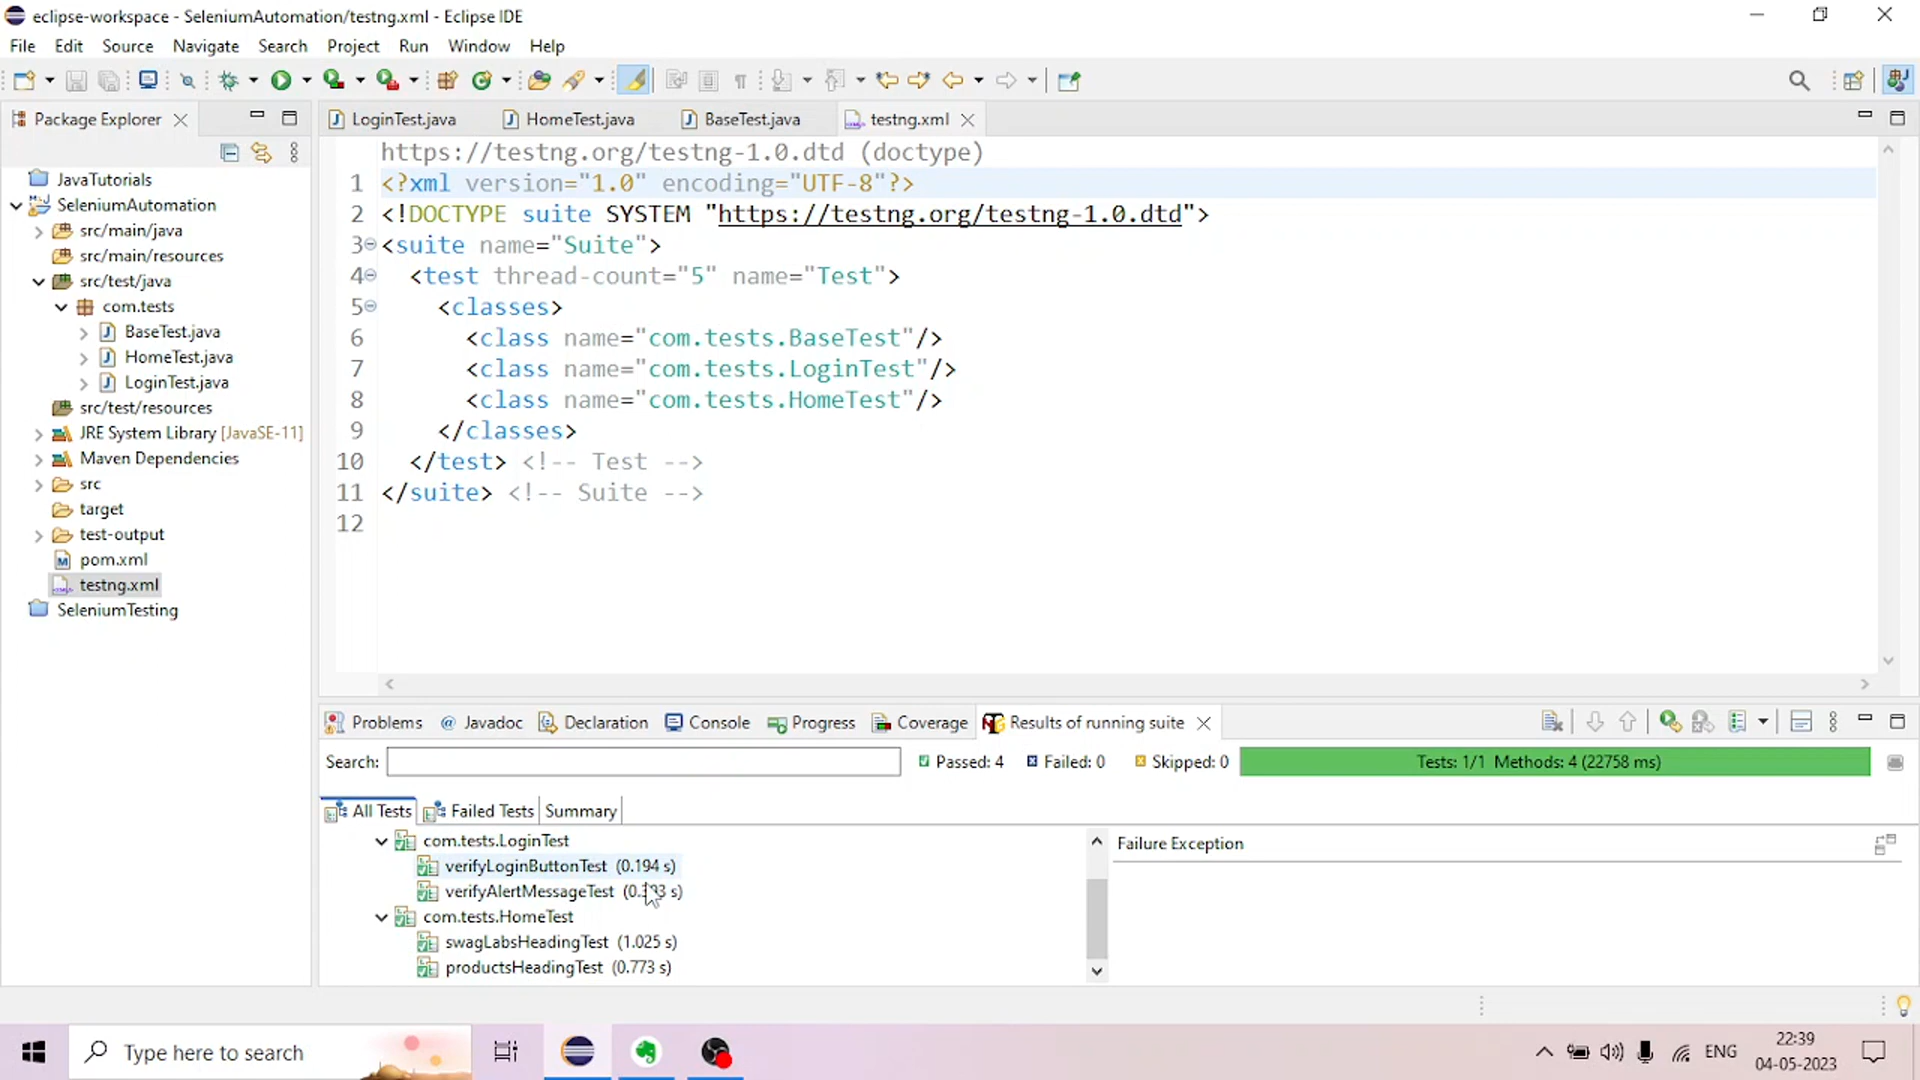 eclipse-workspace - SeleniumAutomation/testng.xml - Eclipse IDE
File Edit Source Navigate Search Project Run Window Help
Package Explorer
LoginTest.java HomeTest.java BaseTest.java testng.xml
JavaTutorials
SeleniumAutomation
src/main/java
src/main/resources
src/test/java
com.tests
BaseTest.java
HomeTest.java
LoginTest.java
src/test/resources
JRE System Library [JavaSE-11]
Maven Dependencies
src
target
test-output
pom.xml
testng.xml
SeleniumTesting
https://testng.org/testng-1.0.dtd (doctype)
1 <?xml version="1.0" encoding="UTF-8"?>
2 <!DOCTYPE suite SYSTEM "https://testng.org/testng-1.0.dtd">
3 <suite name="Suite">
4 <test thread-count="5" name="Test">
5 <classes>
6 <class name="com.tests.BaseTest"/>
7 <class name="com.tests.LoginTest"/>
8 <class name="com.tests.HomeTest"/>
9 </classes>
10 </test> <!-- Test -->
11 </suite> <!-- Suite -->
12
Problems Javadoc Declaration Console Progress Coverage Results of running suite
Search: Passed: 4 Failed: 0 Skipped: 0 Tests: 1/1 Methods: 4 (22758 ms)
All Tests Failed Tests Summary
com.tests.LoginTest
verifyLoginButtonTest (0.194 s)
verifyAlertMessageTest
com.tests.HomeTest
swagLabsHeadingTest (1.025 s)
productsHeadingTest (0.773 s)
Failure Exception
Type here to search
ENG
22:39
04-05-2023